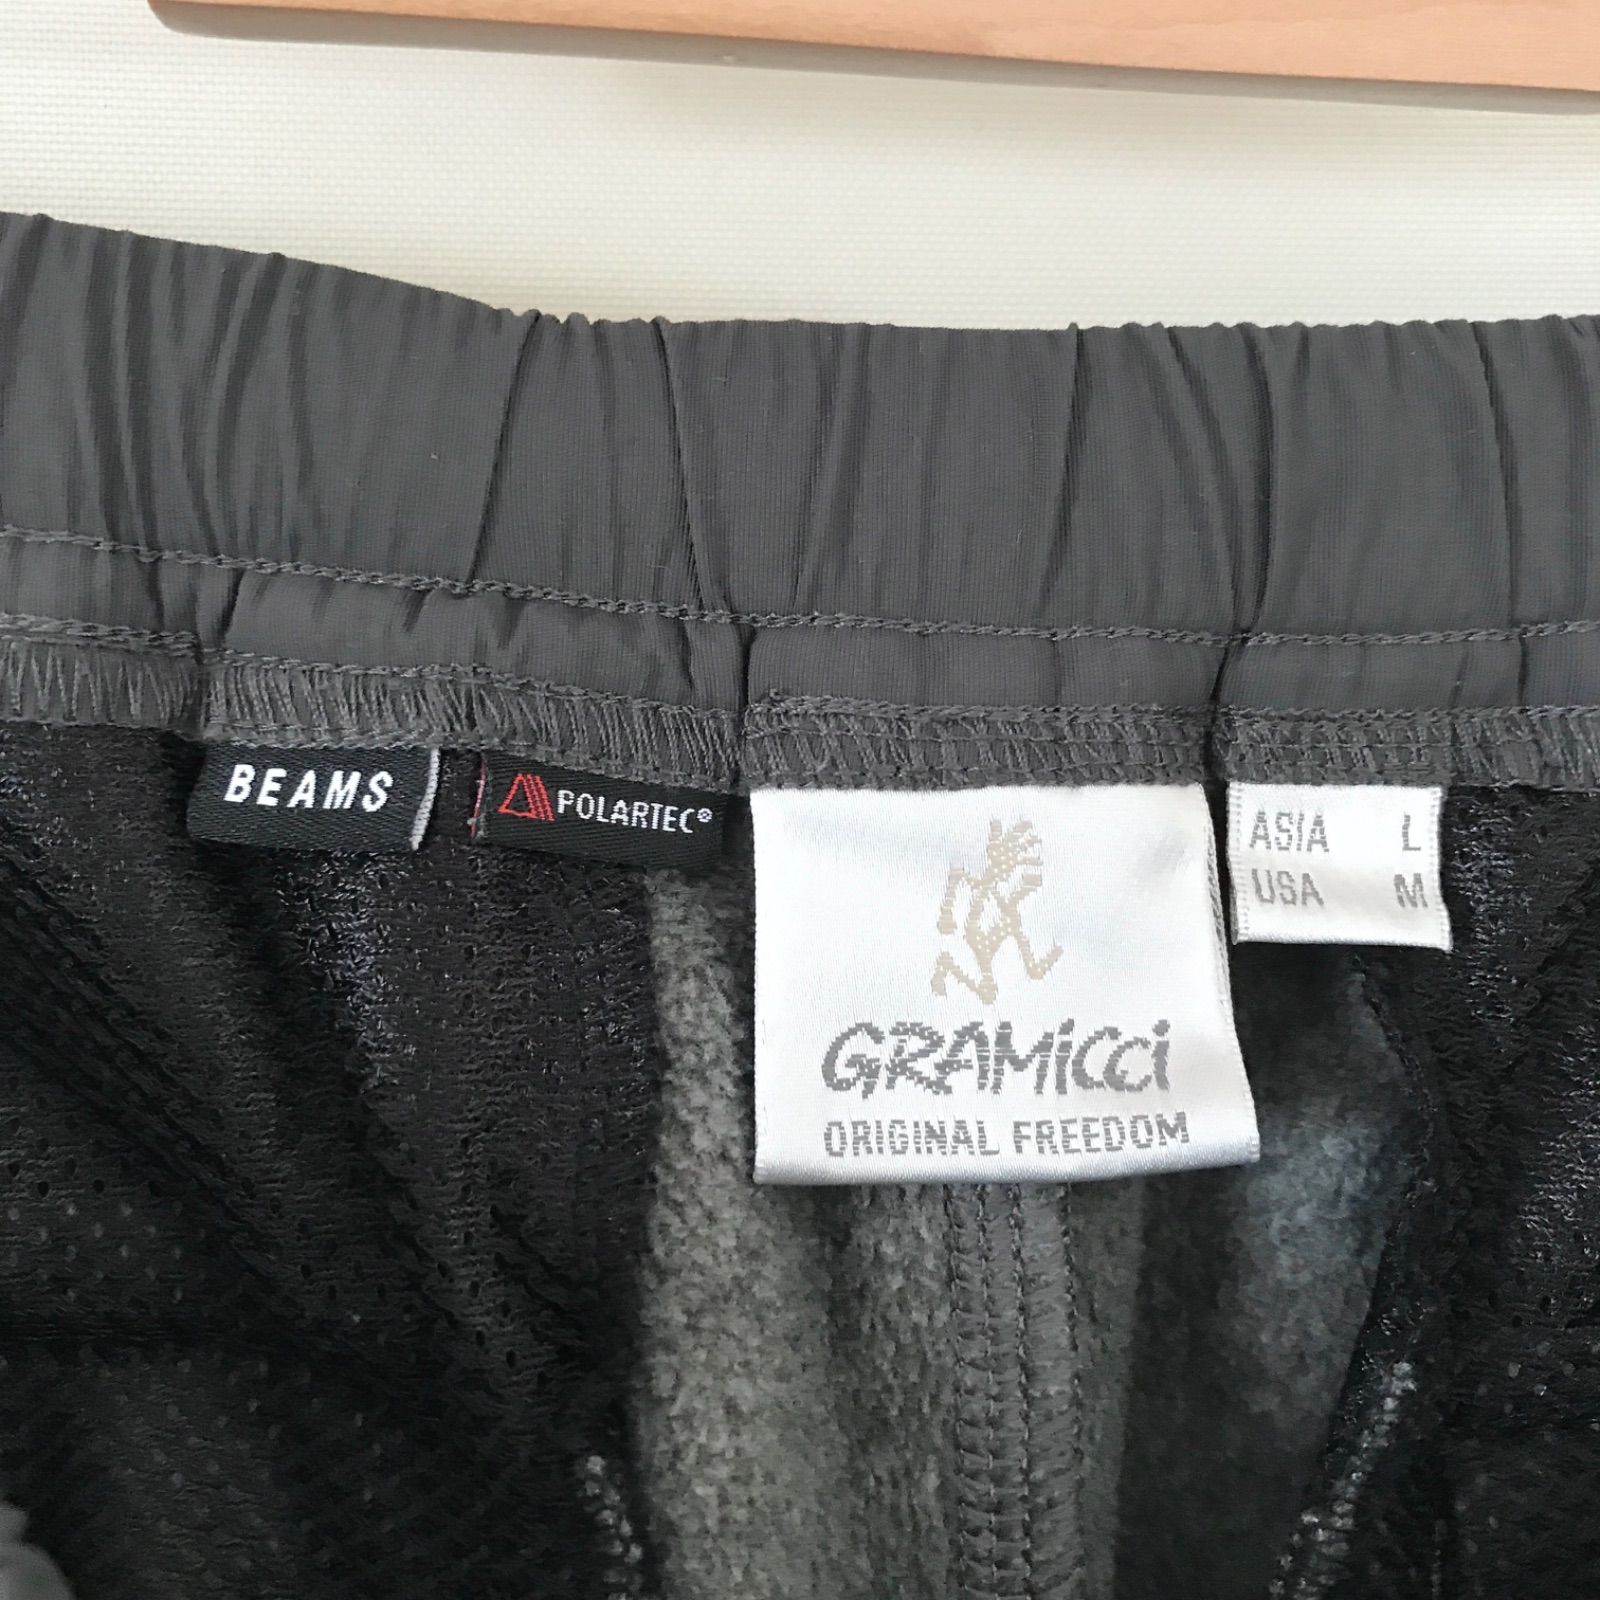 BEAMS
POLARTEC®
GRAMiCCi
ORIGINAL FREEDOM
ASIA L
USA M